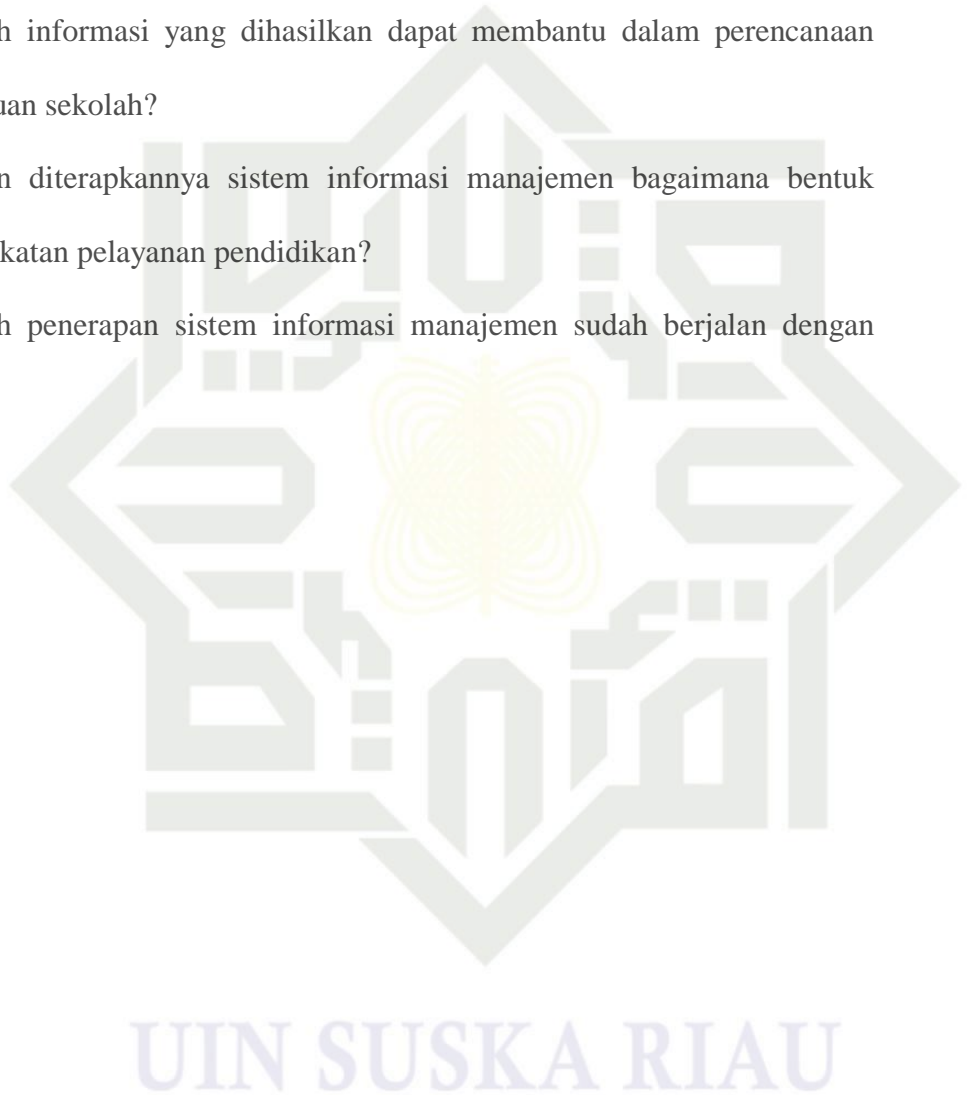 h informasi yang dihasilkan dapat membantu dalam perencanaan
uan sekolah?
n diterapkannya sistem informasi manajemen bagaimana bentuk
katan pelayanan pendidikan?
h penerapan sistem informasi manajemen sudah berjalan dengan
UIN SUSKA RIAU